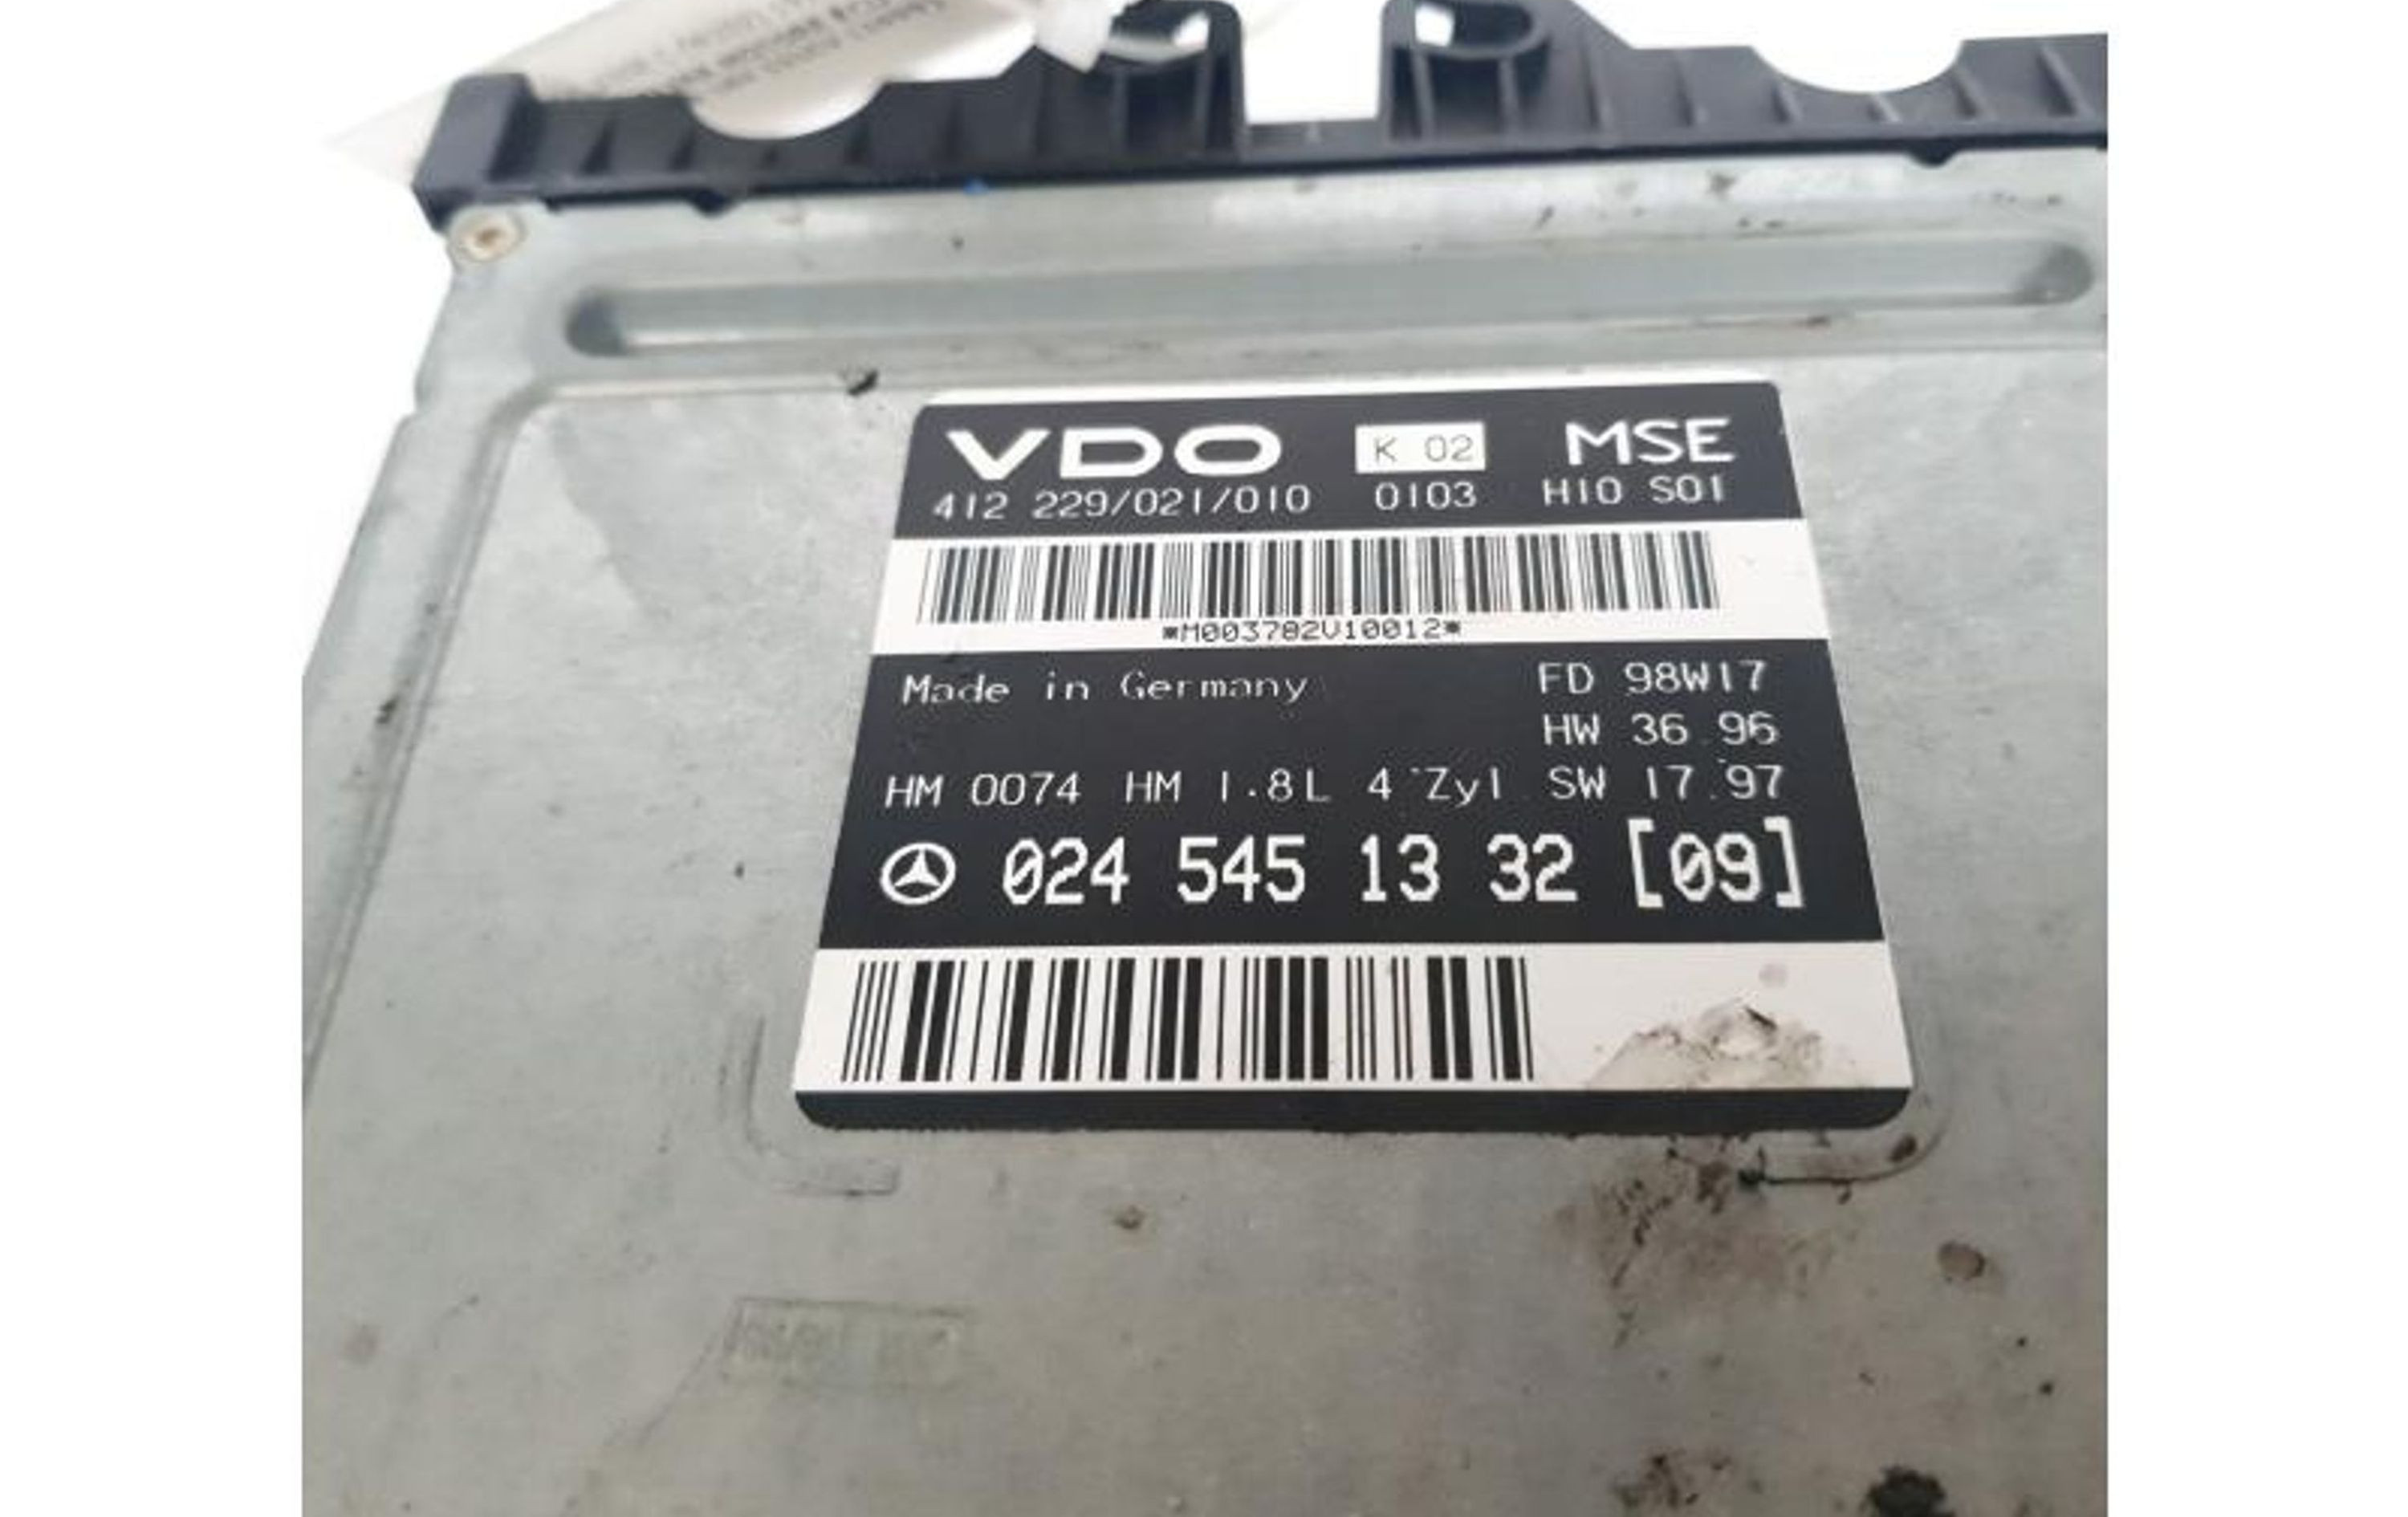 VDO K 02 MSE
412 229/021/010 0103 H10 S01
*M003782V10012*
Made in Germany FD 98W17
HW 36 96
HM 0074 HM 1.8L 4 Zyl SW 17.97
024 545 13 32 [09]